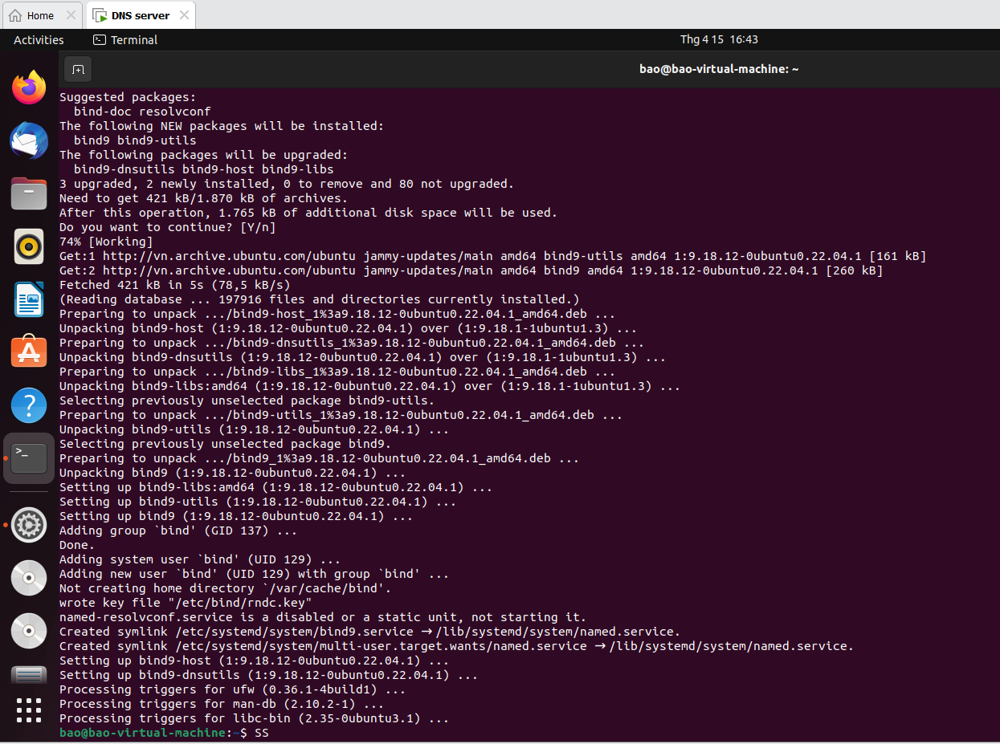 Home
DNS server
Activities
Terminal
Thg 4 15 16:43
bao@bao-virtual-machine: ~
Suggested packages:
bind-doc resolvconf
The following NEW packages will be installed:
bind9 bind9-utils
The following packages will be upgraded:
bind9-dnsutils bind9-host bind9-libs
3 upgraded, 2 newly installed, 0 to remove and 80 not upgraded.
Need to get 421 kB/1.870 kB of archives.
After this operation, 1.765 kB of additional disk space will be used.
Do you want to continue? [Y/n]
74% [Working]
Get:1 http://vn.archive.ubuntu.com/ubuntu jammy-updates/main amd64 bind9-utils amd64 1:9.18.12-0ubuntu0.22.04.1 [161 kB]
Get:2 http://vn.archive.ubuntu.com/ubuntu jammy-updates/main amd64 bind9 amd64 1:9.18.12-0ubuntu0.22.04.1 [260 kB]
Fetched 421 kB in 5s (78,5 kB/s)
(Reading database ... 197916 files and directories currently installed.)
Preparing to unpack .../bind9-host_1%3a9.18.12-0ubuntu0.22.04.1_amd64.deb ...
Unpacking bind9-host (1:9.18.12-0ubuntu0.22.04.1) over (1:9.18.1-1ubuntu1.3) ...
Preparing to unpack .../bind9-dnsutils_1%3a9.18.12-0ubuntu0.22.04.1_amd64.deb ...
Unpacking bind9-dnsutils (1:9.18.12-0ubuntu0.22.04.1) over (1:9.18.1-1ubuntu1.3) ...
Preparing to unpack .../bind9-libs_1%3a9.18.12-0ubuntu0.22.04.1_amd64.deb ...
Unpacking bind9-libs:amd64 (1:9.18.12-0ubuntu0.22.04.1) over (1:9.18.1-1ubuntu1.3) ...
Selecting previously unselected package bind9-utils.
Preparing to unpack .../bind9-utils_1%3a9.18.12-0ubuntu0.22.04.1_amd64.deb ...
Unpacking bind9-utils (1:9.18.12-0ubuntu0.22.04.1) ...
Selecting previously unselected package bind9.
Preparing to unpack .../bind9_1%3a9.18.12-0ubuntu0.22.04.1_amd64.deb ...
Unpacking bind9 (1:9.18.12-0ubuntu0.22.04.1) ...
Setting up bind9-libs:amd64 (1:9.18.12-0ubuntu0.22.04.1) ...
Setting up bind9-utils (1:9.18.12-0ubuntu0.22.04.1) ...
Setting up bind9 (1:9.18.12-0ubuntu0.22.04.1) ...
Adding group `bind' (GID 137) ...
Done.
Adding system user `bind' (UID 129) ...
Adding new user `bind' (UID 129) with group `bind' ...
Not creating home directory `/var/cache/bind'.
wrote key file "/etc/bind/rndc.key"
named-resolvconf.service is a disabled or a static unit, not starting it.
Created symlink /etc/systemd/system/bind9.service → /lib/systemd/system/named.service.
Created symlink /etc/systemd/system/multi-user.target.wants/named.service → /lib/systemd/system/named.service.
Setting up bind9-host (1:9.18.12-0ubuntu0.22.04.1) ...
Setting up bind9-dnsutils (1:9.18.12-0ubuntu0.22.04.1) ...
Processing triggers for ufw (0.36.1-4build1) ...
Processing triggers for man-db (2.10.2-1) ...
Processing triggers for libc-bin (2.35-0ubuntu3.1) ...
bao@bao-virtual-machine:~$ SS